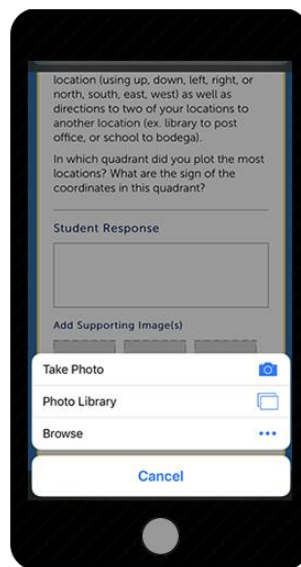 location (using up, down, left, right, or
north, south, east, west) as well as
directions to two of your locations to
another location (ex. library to post
office, or school to bodega).
In which quadrant did you plot the most
locations? What are the sign of the
coordinates in this quadrant?
Student Response
Add Supporting Image(s)
Take Photo
Photo Library
Browse
Cancel